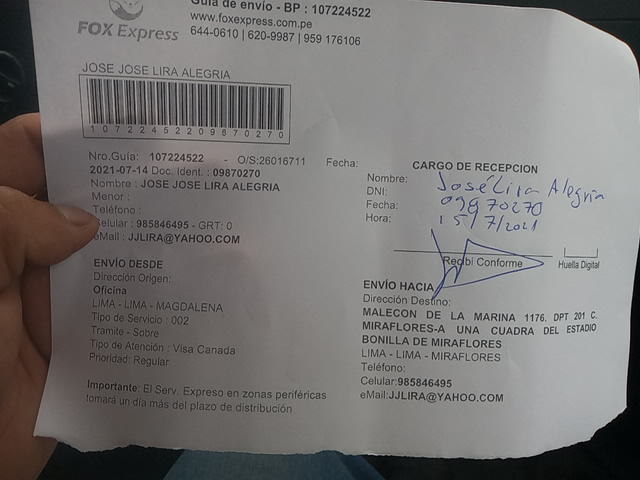 FOX Express
Guía de envío - BP : 107224522
www.foxexpress.com.pe
644-0610 | 620-9987 | 959 176106
JOSE JOSE LIRA ALEGRIA
10722452209870270
Nro.Guía: 107224522 - O/S:26016711 Fecha:
2021-07-14 Doc. Ident. : 09870270
Nombre : JOSE JOSE LIRA ALEGRIA
Menor :
Teléfono :
Celular : 985846495 - GRT: 0
eMail : JJLIRA@YAHOO.COM
ENVÍO DESDE
Dirección Origen:
Oficina
LIMA - LIMA - MAGDALENA
Tipo de Servicio : 002
Tramite - Sobre
Tipo de Atención : Visa Canada
Prioridad: Regular
Importante: El Serv. Expreso en zonas periféricas
tomará un día más del plazo de distribución
CARGO DE RECEPCION
Nombre: José Lira Alegría
DNI: 09870270
Fecha: 15/7/2021
Hora:
Recibí Conforme
Huella Digital
ENVÍO HACIA
Dirección Destino:
MALECON DE LA MARINA 1176. DPT 201 C.
MIRAFLORES-A UNA CUADRA DEL ESTADIO
BONILLA DE MIRAFLORES
LIMA - LIMA - MIRAFLORES
Teléfono:
Celular:985846495
eMail:JJLIRA@YAHOO.COM